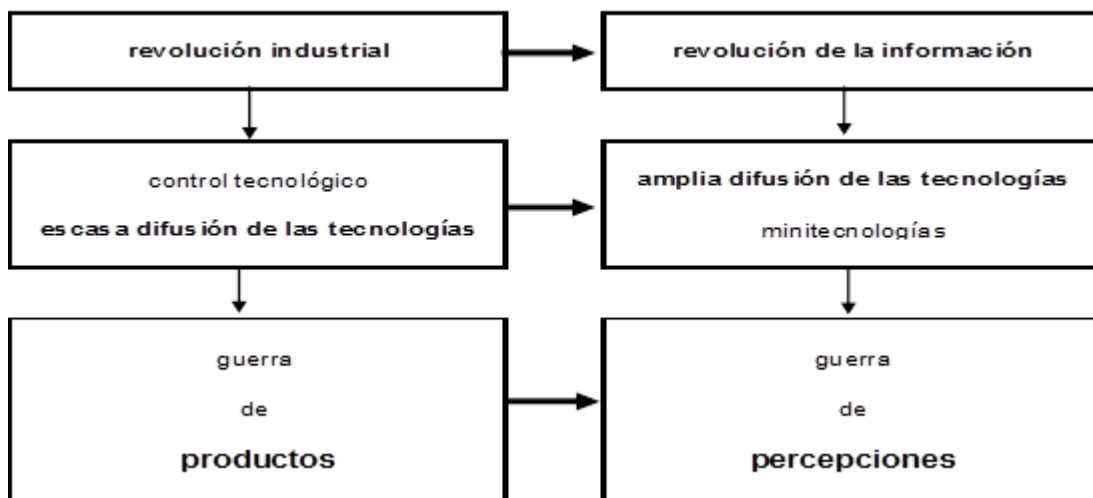 revolución industrial
revolución de la información
control tecnológico
escasa difusión de las tecnologías
amplia difusión de las tecnologías
minitecnologías
guerra
de
productos
guerra
de
percepciones